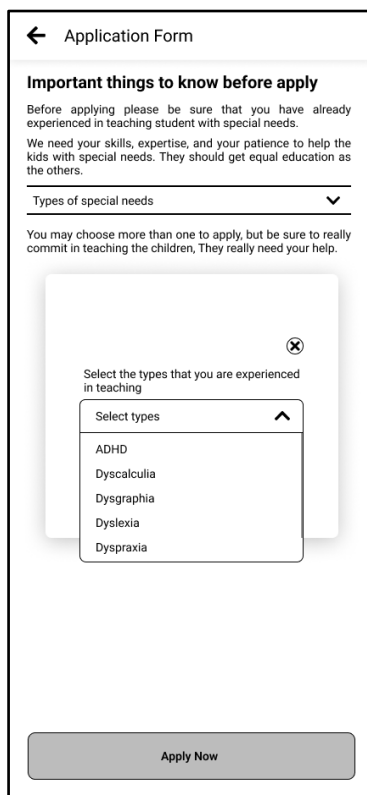 Application Form
Important things to know before apply
Before applying please be sure that you have already
experienced in teaching student with special needs.
We need your skills, expertise, and your patience to help the
kids with special needs. They should get equal education as
the others.
Types of special needs
You may choose more than one to apply, but be sure to really
commit in teaching the children, They really need your help.
Select the types that you are experienced
in teaching
Select types
ADHD
Dyscalculia
Dysgraphia
Dyslexia
Dyspraxia
Apply Now